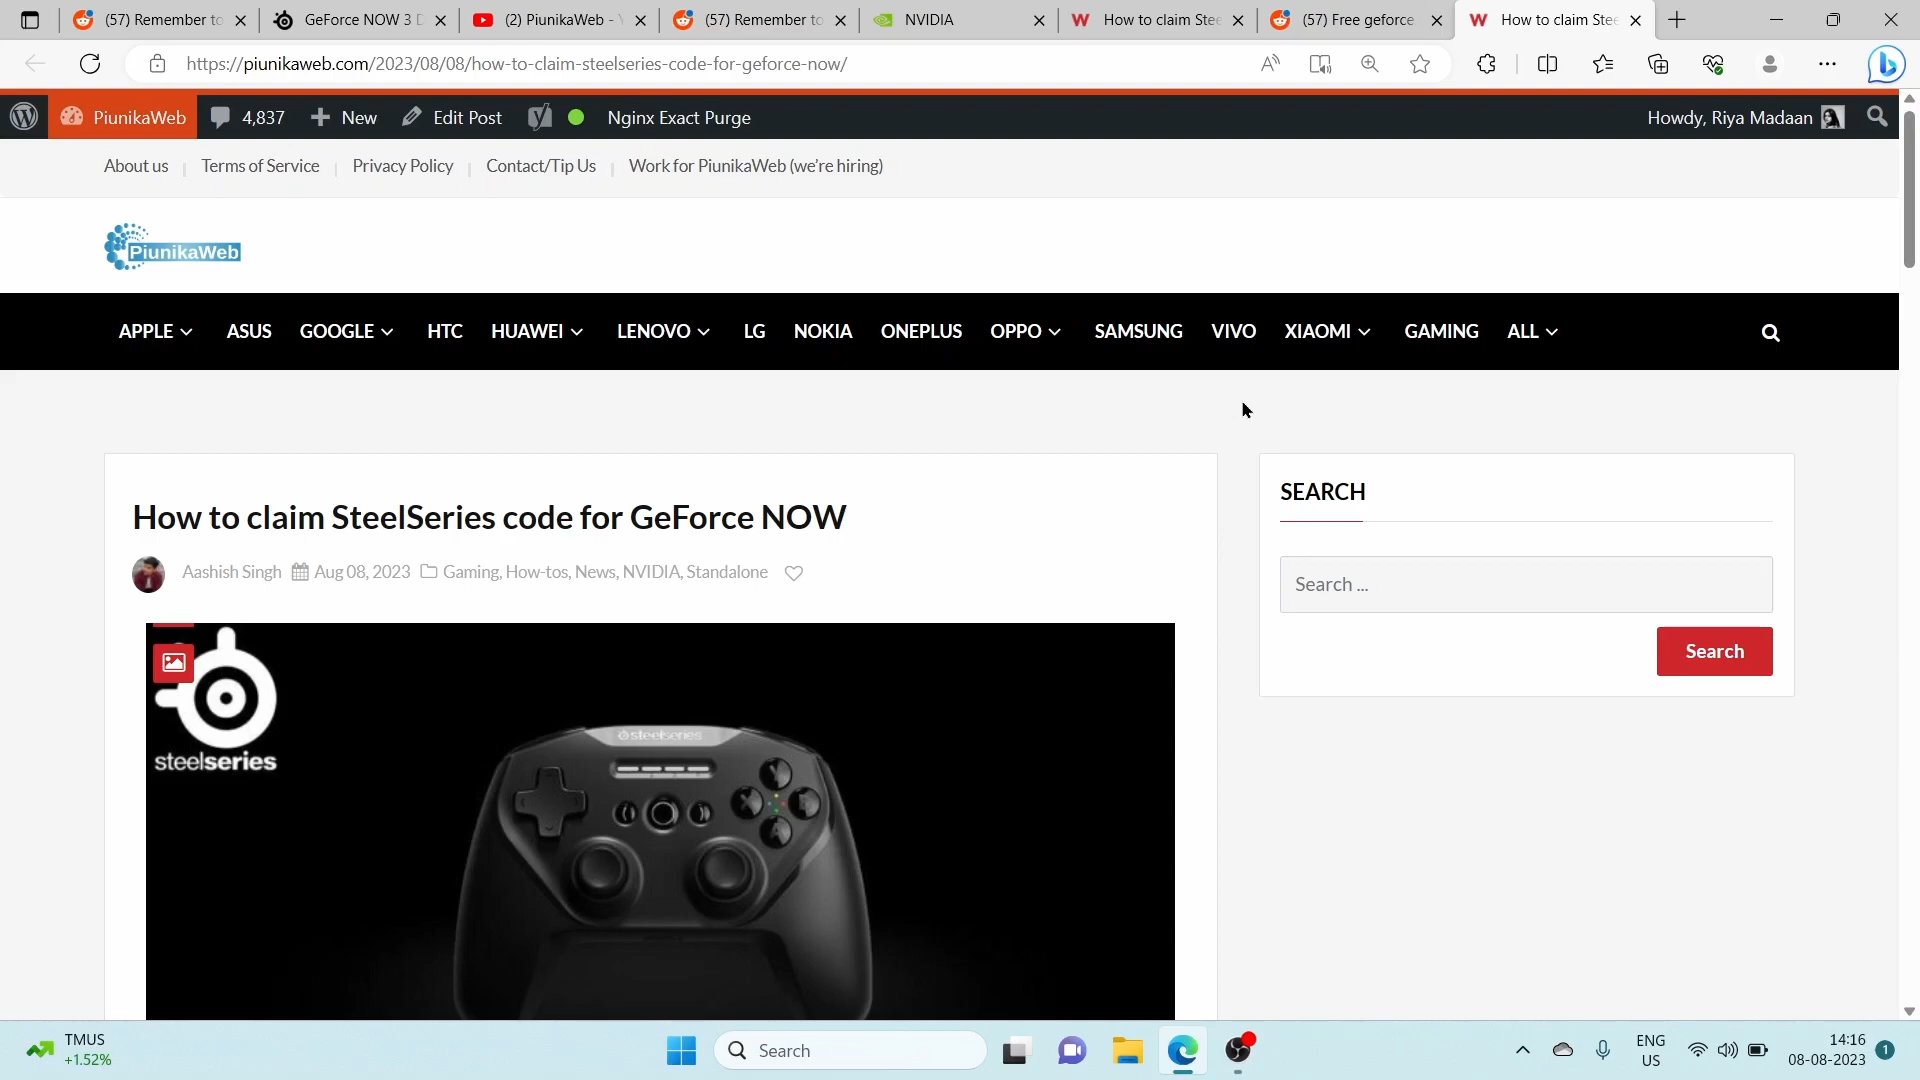 (57) Remember to
GeForce NOW 3 D
(2) PiunikaWeb - Y
(57) Remember to
NVIDIA
How to claim Stee
(57) Free geforce
How to claim Stee
https://piunikaweb.com/2023/08/08/how-to-claim-steelseries-code-for-geforce-now/
PiunikaWeb
4,837
New
Edit Post
Nginx Exact Purge
Howdy, Riya Madaan
About us
Terms of Service
Privacy Policy
Contact/Tip Us
Work for PiunikaWeb (we're hiring)
PiunikaWeb
APPLE
ASUS
GOOGLE
HTC
HUAWEI
LENOVO
LG
NOKIA
ONEPLUS
OPPO
SAMSUNG
VIVO
XIAOMI
GAMING
ALL
How to claim SteelSeries code for GeForce NOW
Aashish Singh
Aug 08, 2023
Gaming, How-tos, News, NVIDIA, Standalone
SEARCH
Search ...
Search
steelseries
steelseries
Y
X
B
A
TMUS
+1.52%
Search
ENG
US
14:16
08-08-2023
1